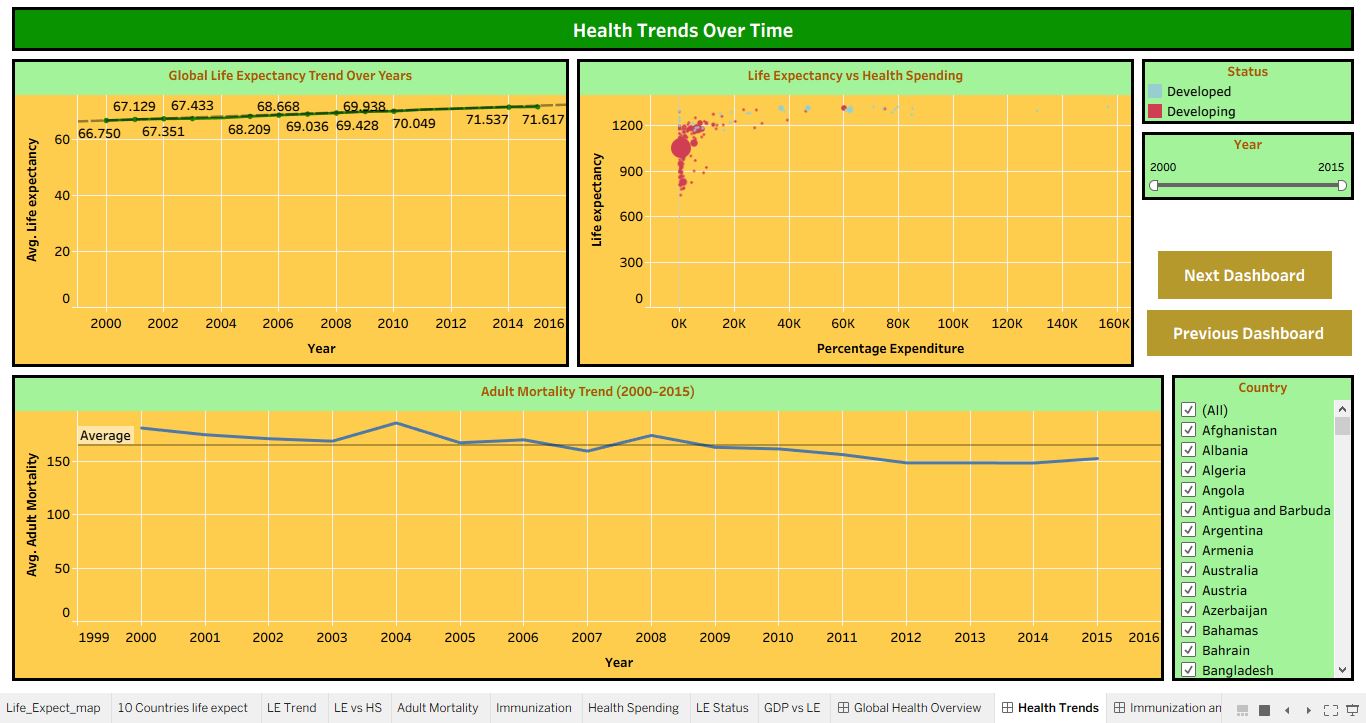 Health Trends Over Time
Global Life Expectancy Trend Over Years
67.129 67.433 68.668 69.938
66.750 67.351 68.209 69.036 69.428 70.049 71.537 71.617
60
40
20
0
Avg. Life expectancy
2000 2002 2004 2006 2008 2010 2012 2014 2016
Year
Life Expectancy vs Health Spending
1200
900
600
300
0
Life expectancy
0K 20K 40K 60K 80K 100K 120K 140K 160K
Percentage Expenditure
Status
Developed
Developing
Year
2000 2015
Next Dashboard
Previous Dashboard
Adult Mortality Trend (2000–2015)
Average
150
100
50
0
Avg. Adult Mortality
1999 2000 2001 2002 2003 2004 2005 2006 2007 2008 2009 2010 2011 2012 2013 2014 2015 2016
Year
Country
(All)
Afghanistan
Albania
Algeria
Angola
Antigua and Barbuda
Argentina
Armenia
Australia
Austria
Azerbaijan
Bahamas
Bahrain
Bangladesh
Life_Expect_map 10 Countries life expect LE Trend LE vs HS Adult Mortality Immunization Health Spending LE Status GDP vs LE Global Health Overview Health Trends Immunization an